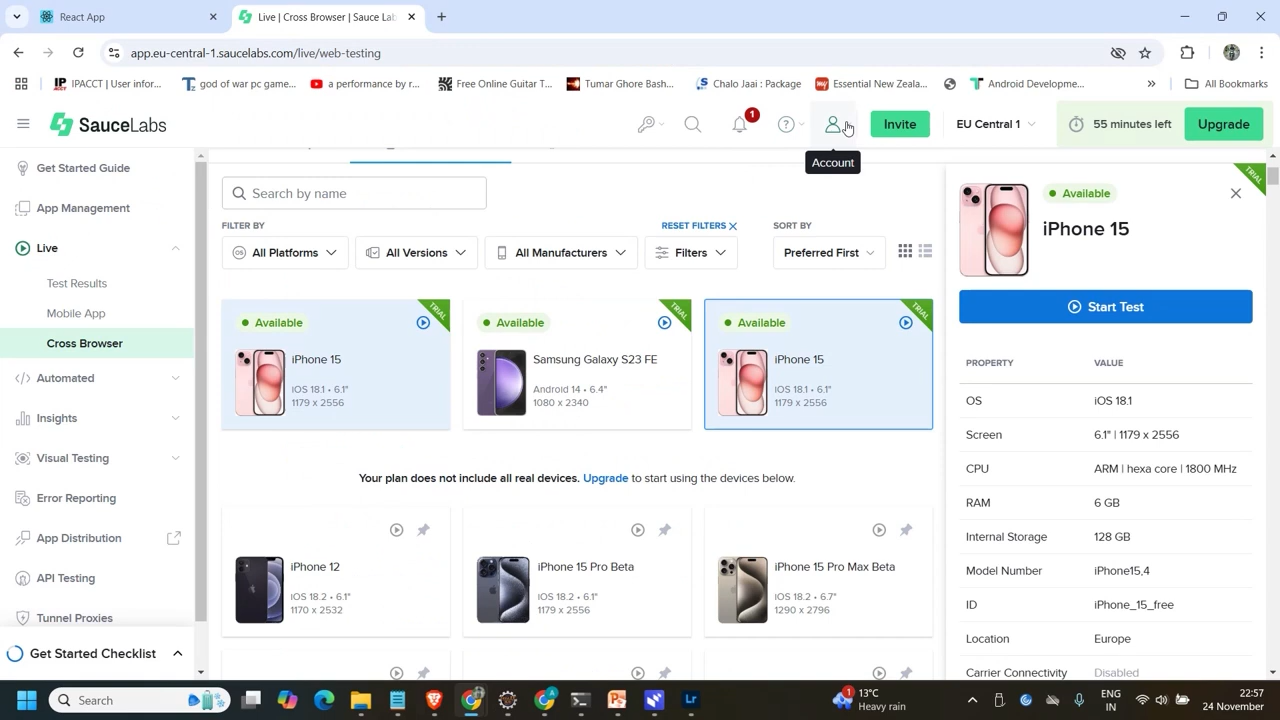 React App
Live | Cross Browser | Sauce Lab
app.eu-central-1.saucelabs.com/live/web-testing
IPACCT | User infor...
god of war pc game...
a performance by r...
Free Online Guitar T...
Tumar Ghore Bash...
Chalo Jaai : Package
Essential New Zeala...
Android Developme...
All Bookmarks
SAUCELABS
1
Invite
EU Central 1
55 minutes left
Upgrade
Account
Get Started Guide
App Management
Live
Test Results
Mobile App
Cross Browser
Automated
Insights
Visual Testing
Error Reporting
App Distribution
API Testing
Tunnel Proxies
Get Started Checklist
Search by name
FILTER BY
RESET FILTERS
SORT BY
All Platforms
All Versions
All Manufacturers
Filters
Preferred First
Available
TRIAL
iPhone 15
iOS 18.1 • 6.1"
1179 x 2556
Available
TRIAL
Samsung Galaxy S23 FE
Android 14 • 6.4"
1080 x 2340
Available
TRIAL
iPhone 15
iOS 18.1 • 6.1"
1179 x 2556
Your plan does not include all real devices. Upgrade to start using the devices below.
iPhone 12
iOS 18.2 • 6.1"
1170 x 2532
iPhone 15 Pro Beta
iOS 18.2 • 6.1"
1179 x 2556
iPhone 15 Pro Max Beta
iOS 18.2 • 6.7"
1290 x 2796
TRIAL
Available
iPhone 15
Start Test
PROPERTY VALUE
OS iOS 18.1
Screen 6.1" | 1179 x 2556
CPU ARM | hexa core | 1800 MHz
RAM 6 GB
Internal Storage 128 GB
Model Number iPhone15,4
ID iPhone_15_free
Location Europe
Carrier Connectivity Disabled
Search
1
13°C
Heavy rain
ENG
IN
22:57
24 November